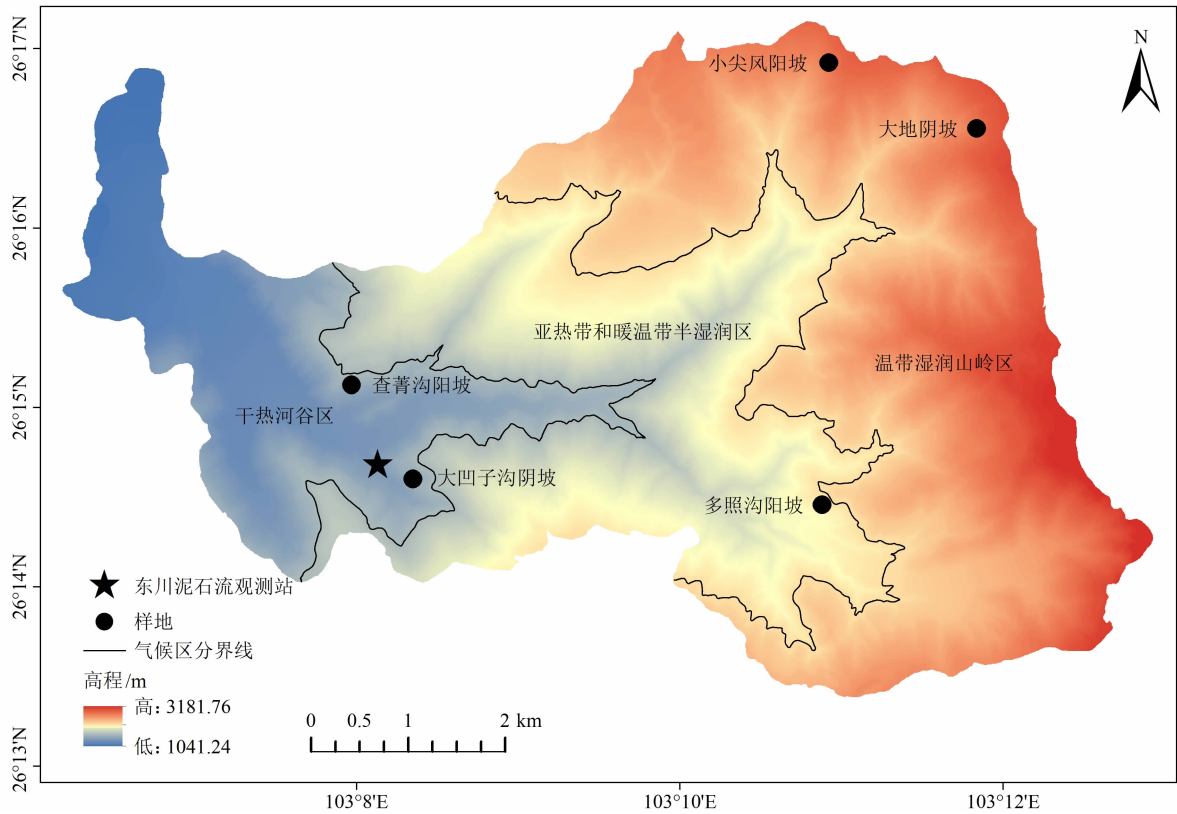 26°17'N
26°16'N
26°15'N
26°14'N
26°13'N
N
小尖风阳坡
大地阴坡
亚热带和暖温带半湿润区
温带湿润山岭区
查菁沟阳坡
干热河谷区
大凹子沟阴坡
多照沟阳坡
东川泥石流观测站
样地
气候区分界线
高程/m
高: 3181.76
低: 1041.24
0 0.5 1 2 km
103°8'E 103°10'E 103°12'E